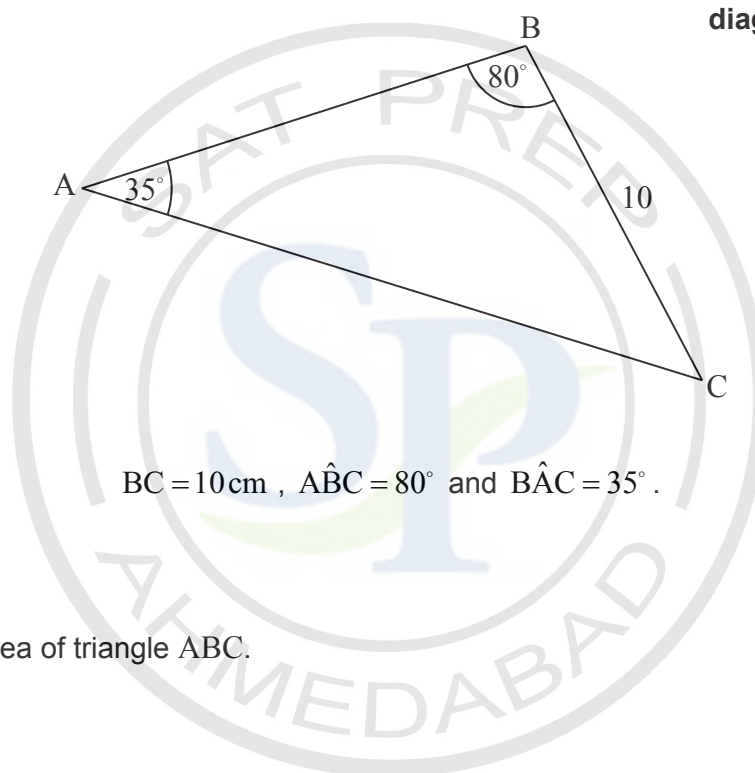 diag
B
80°
A
35°
10
C
BC = 10 cm , AB̂C = 80° and BÂC = 35° .
ea of triangle ABC.
SAT PREP
SP
AHMEDABAD